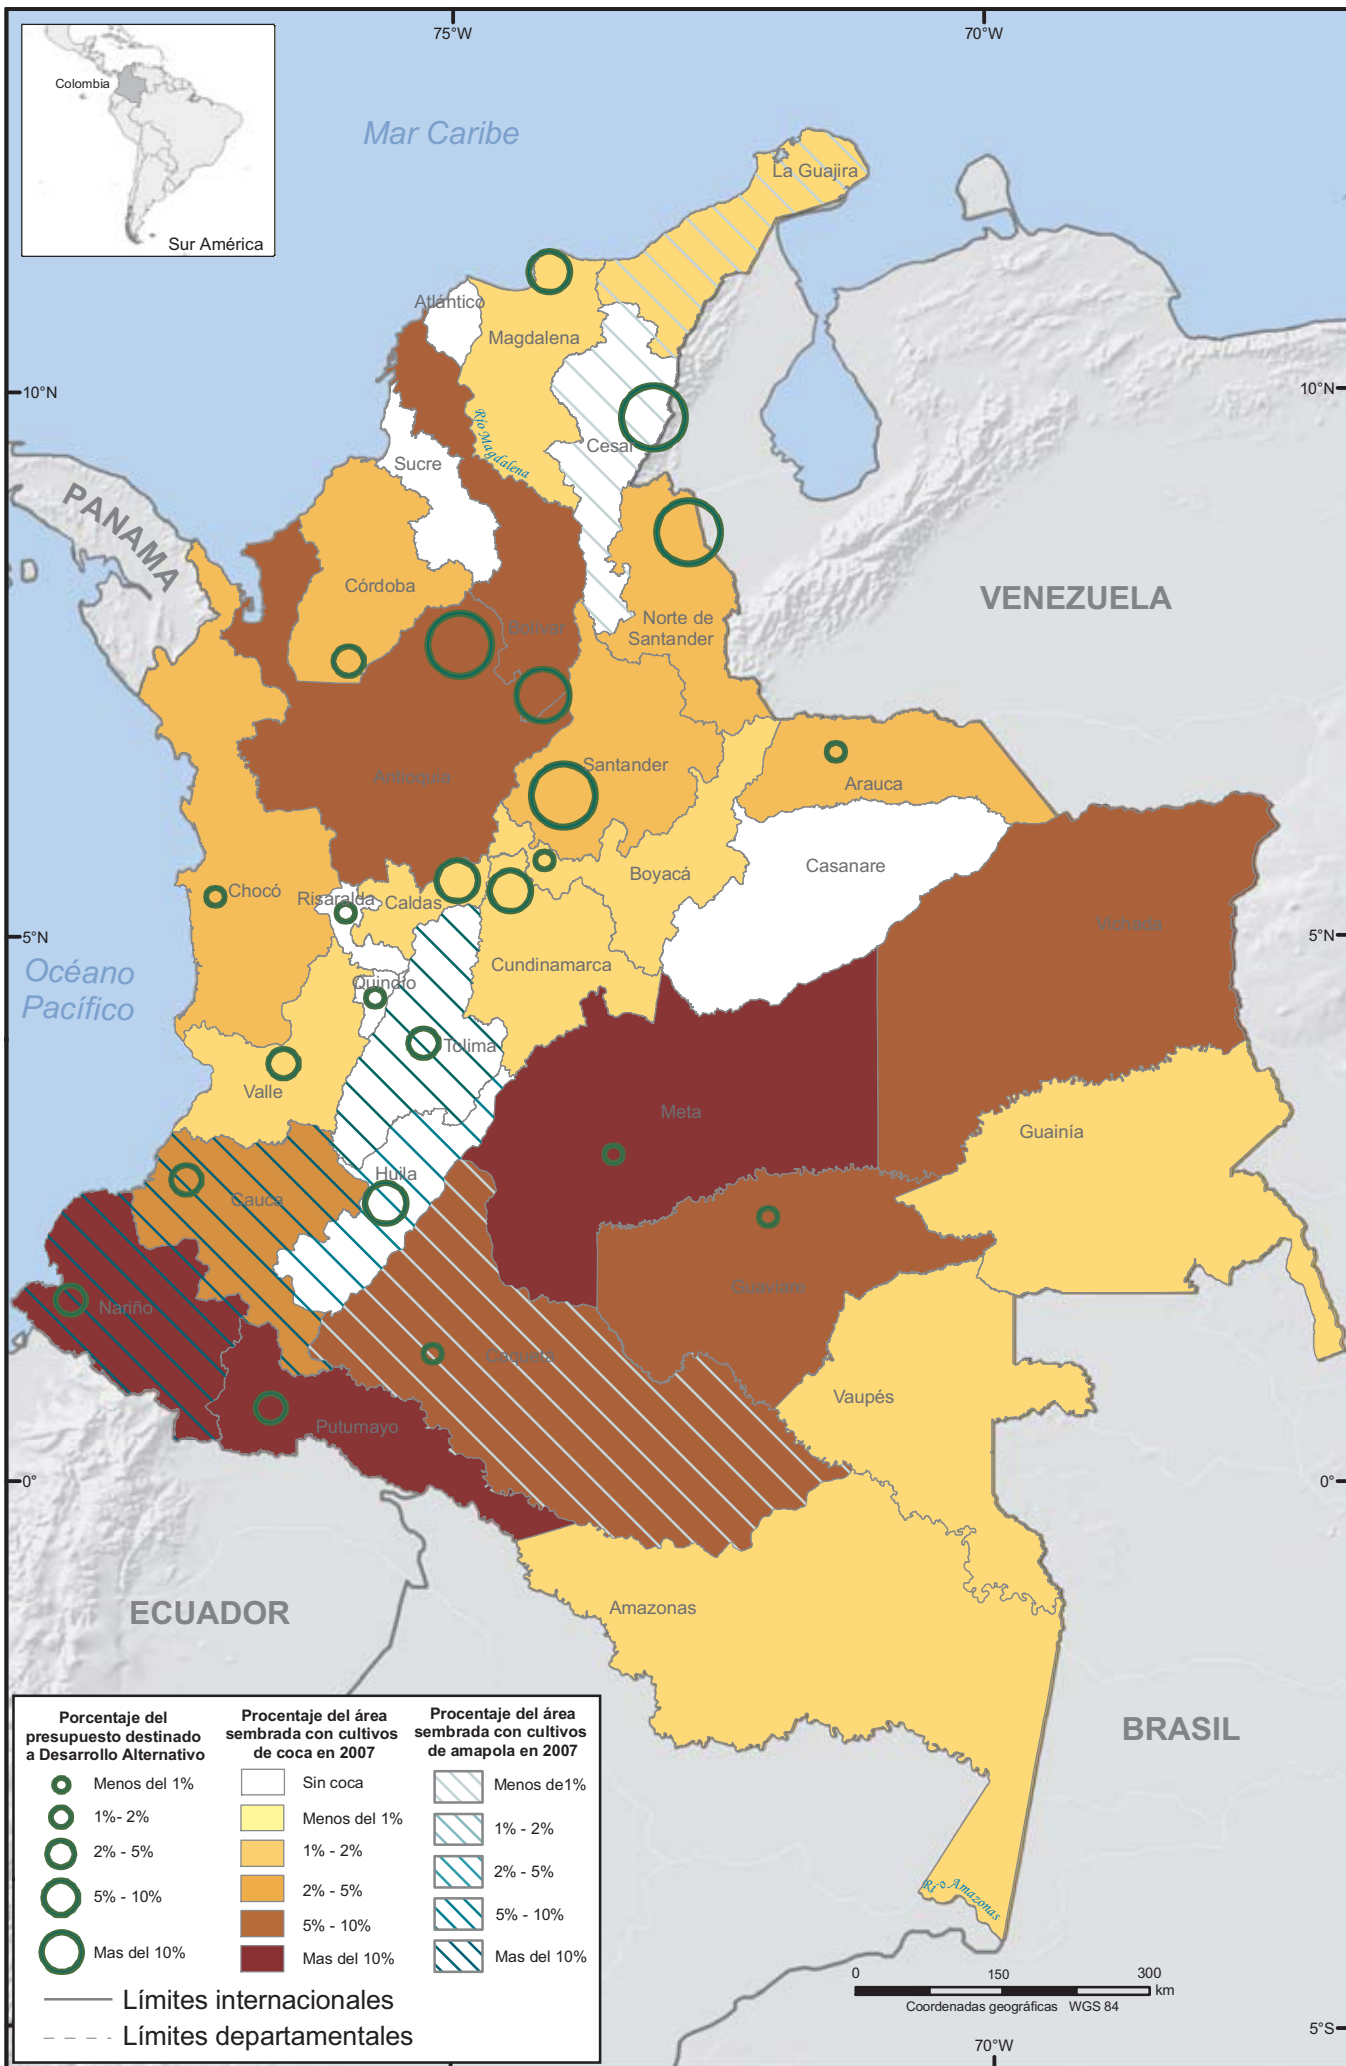 75°W
70°W
Colombia
Sur América
Mar Caribe
La Guajira
Atlántico
Magdalena
10°N
10°N
Río Magdalena
Cesar
Sucre
PANAMA
VENEZUELA
Córdoba
Bolívar
Norte de
Santander
Antioquia
Santander
Arauca
Casanare
Boyacá
Chocó
Risaralda
Caldas
Vichada
5°N
5°N
Océano
Pacífico
Cundinamarca
Quindío
Tolima
Valle
Meta
Guainía
Huila
Cauca
Guaviare
Nariño
Caquetá
Vaupés
Putumayo
0°
0°
Amazonas
ECUADOR
BRASIL
Río Amazonas
Porcentaje del
presupuesto destinado
a Desarrollo Alternativo
Menos del 1%
1%- 2%
2% - 5%
5% - 10%
Mas del 10%
Procentaje del área
sembrada con cultivos
de coca en 2007
Sin coca
Menos del 1%
1% - 2%
2% - 5%
5% - 10%
Mas del 10%
Procentaje del área
sembrada con cultivos
de amapola en 2007
Menos de1%
1% - 2%
2% - 5%
5% - 10%
Mas del 10%
Límites internacionales
Límites departamentales
0 150 300
km
Coordenadas geográficas WGS 84
5°S
70°W